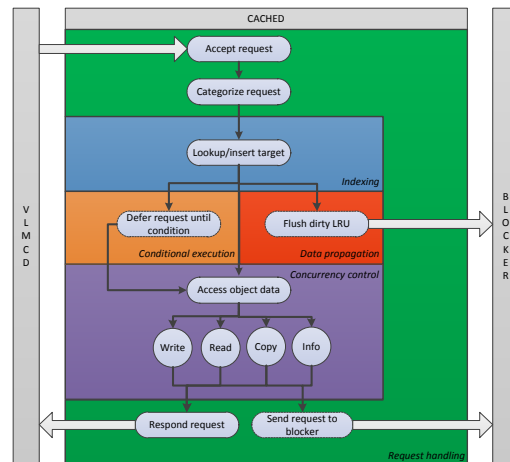 CACHED
Accept request
Categorize request
Lookup/insert target
Indexing
V
L
M
C
D
B
L
O
C
K
E
R
Defer request until
condition
Flush dirty LRU
Conditional execution
Data propagation
Concurrency control
Access object data
Write
Read
Copy
Info
Respond request
Send request to
blocker
Request handling